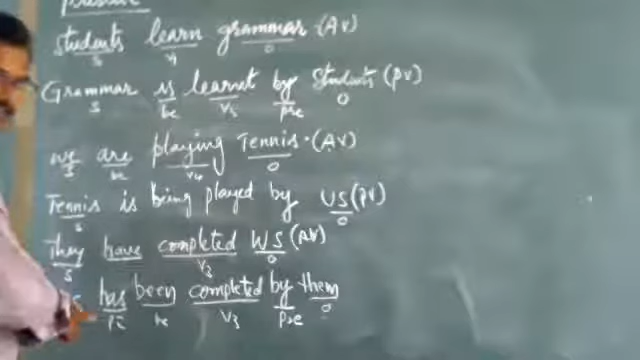 Present
students learn grammar. (AV)
S V1 O
Grammar is learnt by students (PV)
S be V3 pre O
We are playing Tennis. (AV)
S be V4 O
Tennis is being played by us (PV)
S O
They have completed WS (AV)
S V3 O
has been completed by them
be V3 pre O